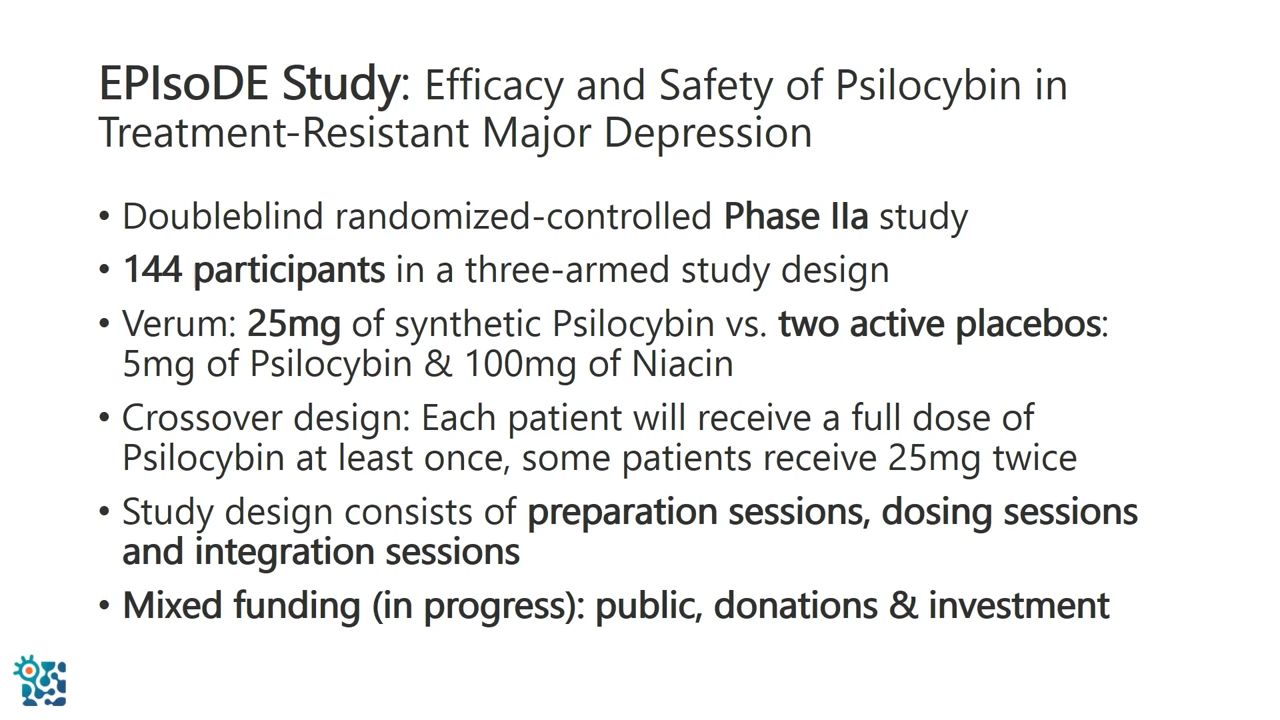 EPIsoDE Study: Efficacy and Safety of Psilocybin in
Treatment-Resistant Major Depression
• Doubleblind randomized-controlled Phase IIa study
• 144 participants in a three-armed study design
• Verum: 25mg of synthetic Psilocybin vs. two active placebos:
5mg of Psilocybin & 100mg of Niacin
• Crossover design: Each patient will receive a full dose of
Psilocybin at least once, some patients receive 25mg twice
• Study design consists of preparation sessions, dosing sessions
and integration sessions
• Mixed funding (in progress): public, donations & investment